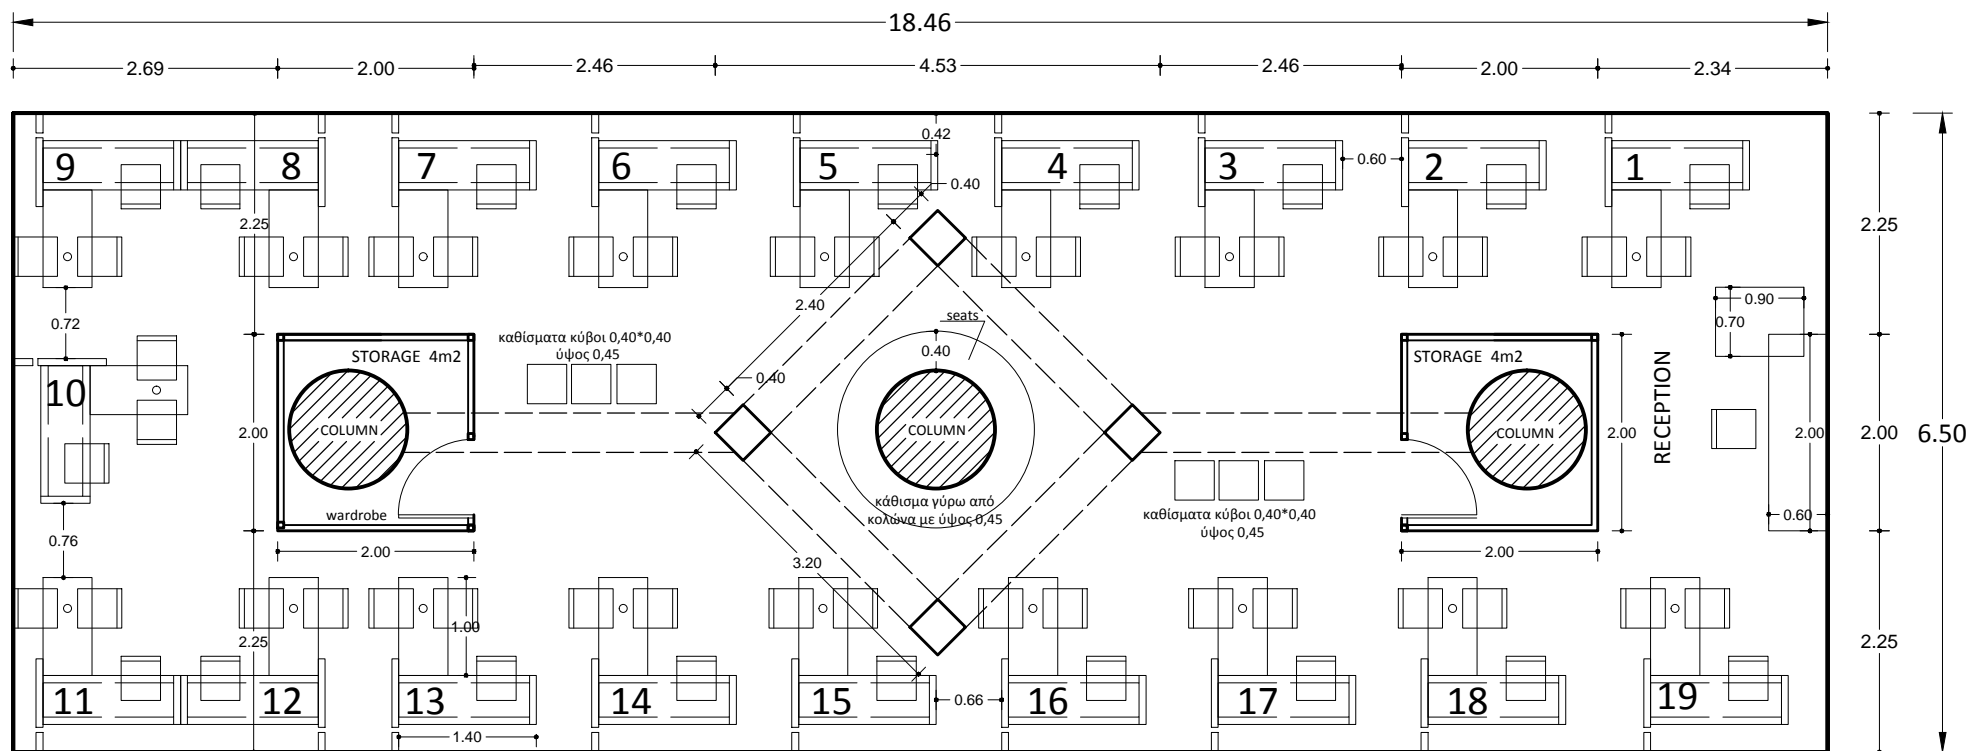 18.46
2.69 2.00 2.46 4.53 2.46 2.00 2.34
0.42
9 8 7 6 5 4 3 0.60 2 1
0.40
2.25 2.25
2.40
0.72
0.90
0.70
seats
καθίσματα κύβοι 0,40*0,40
ύψος 0,45
STORAGE 4m2
0.40
STORAGE 4m2
10
0.40
RECEPTION
COLUMN
COLUMN
COLUMN
2.00 2.00 2.00 2.00 6.50
wardrobe
κάθισμα γύρω από
κολώνα με ύψος 0,45
καθίσματα κύβοι 0,40*0,40
ύψος 0,45
0.60
0.76
2.00
2.00
3.20
1.00
2.25 2.25
11 12 13 14 15 0.66 16 17 18 19
1.40